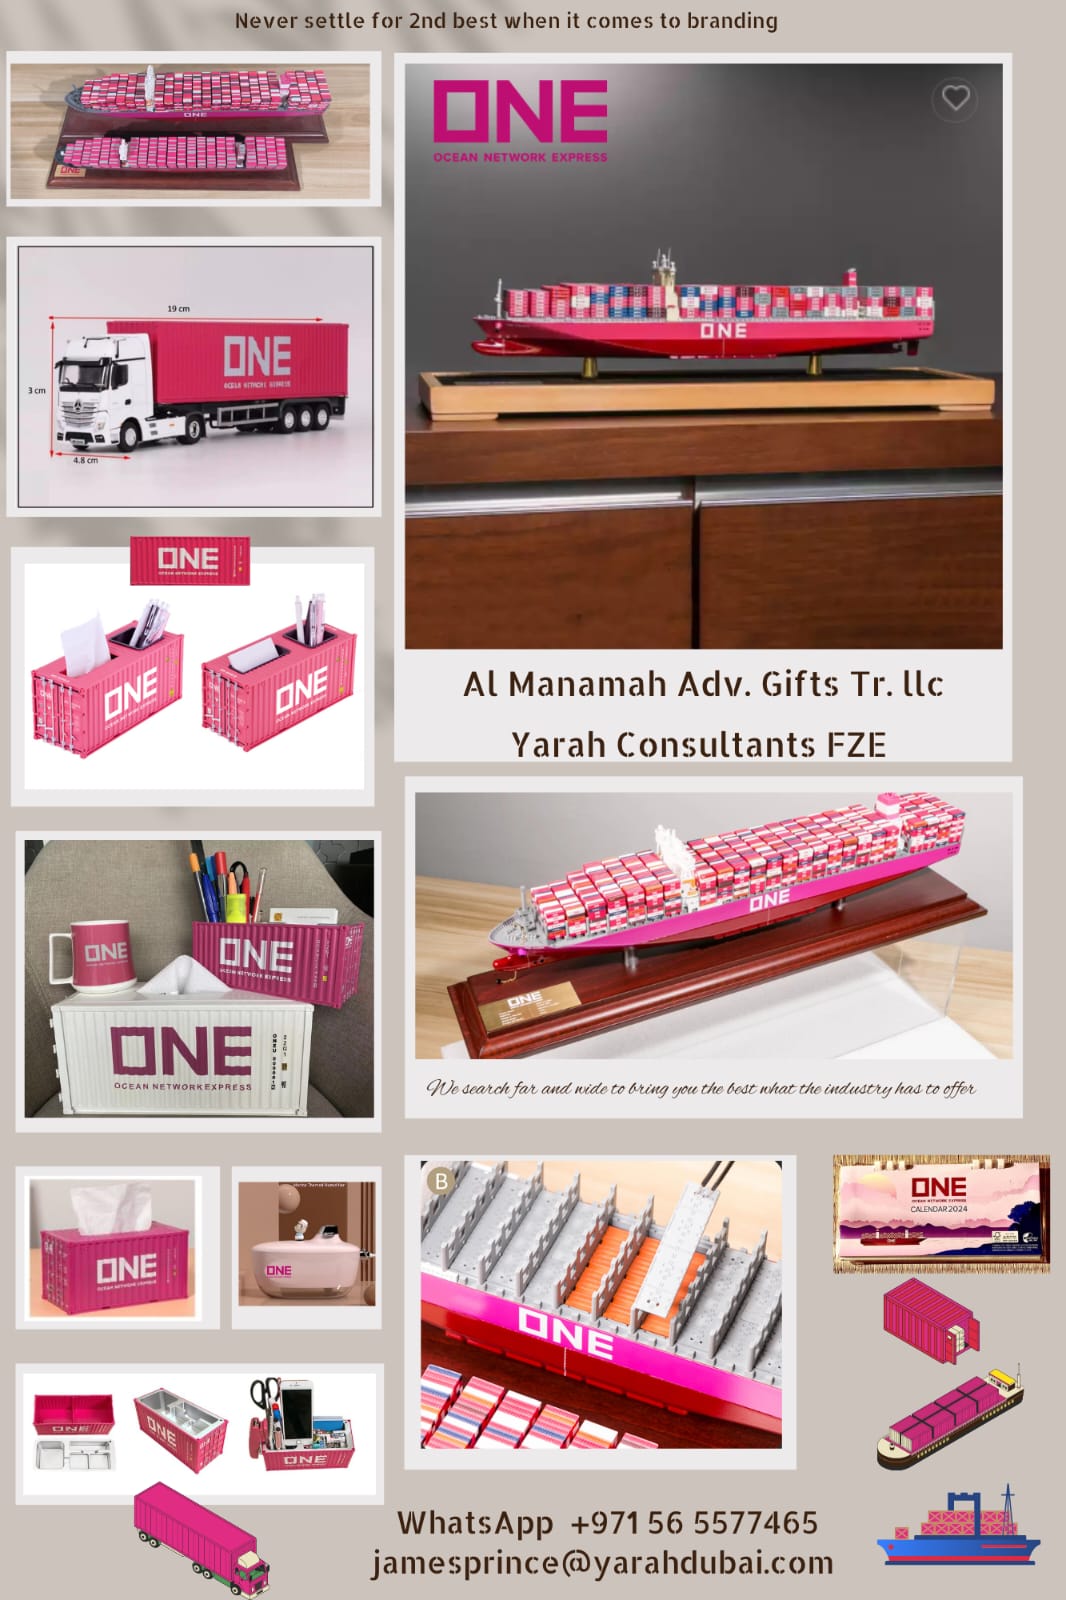 Never settle for 2nd best when it comes to branding
ONE
ONE
ONE
OCEAN NETWORK EXPRESS
ONE
19 cm
3 cm
4.8 cm
ONE
ONE
OCEAN NETWORK EXPRESS
ONE
ONE
Al Manamah Adv. Gifts Tr. llc
Yarah Consultants FZE
ONE
ONE
ONE
ONE
ONE
OCEAN NETWORK EXPRESS
ONE
OCEAN NETWORK EXPRESS
We search far and wide to bring you the best what the industry has to offer
B
ONE
ONE
OCEAN NETWORK EXPRESS
CALENDAR 2024
ONE
ONE
ONE
ONE
ONE
WhatsApp +971 56 5577465
jamesprince@yarahdubai.com